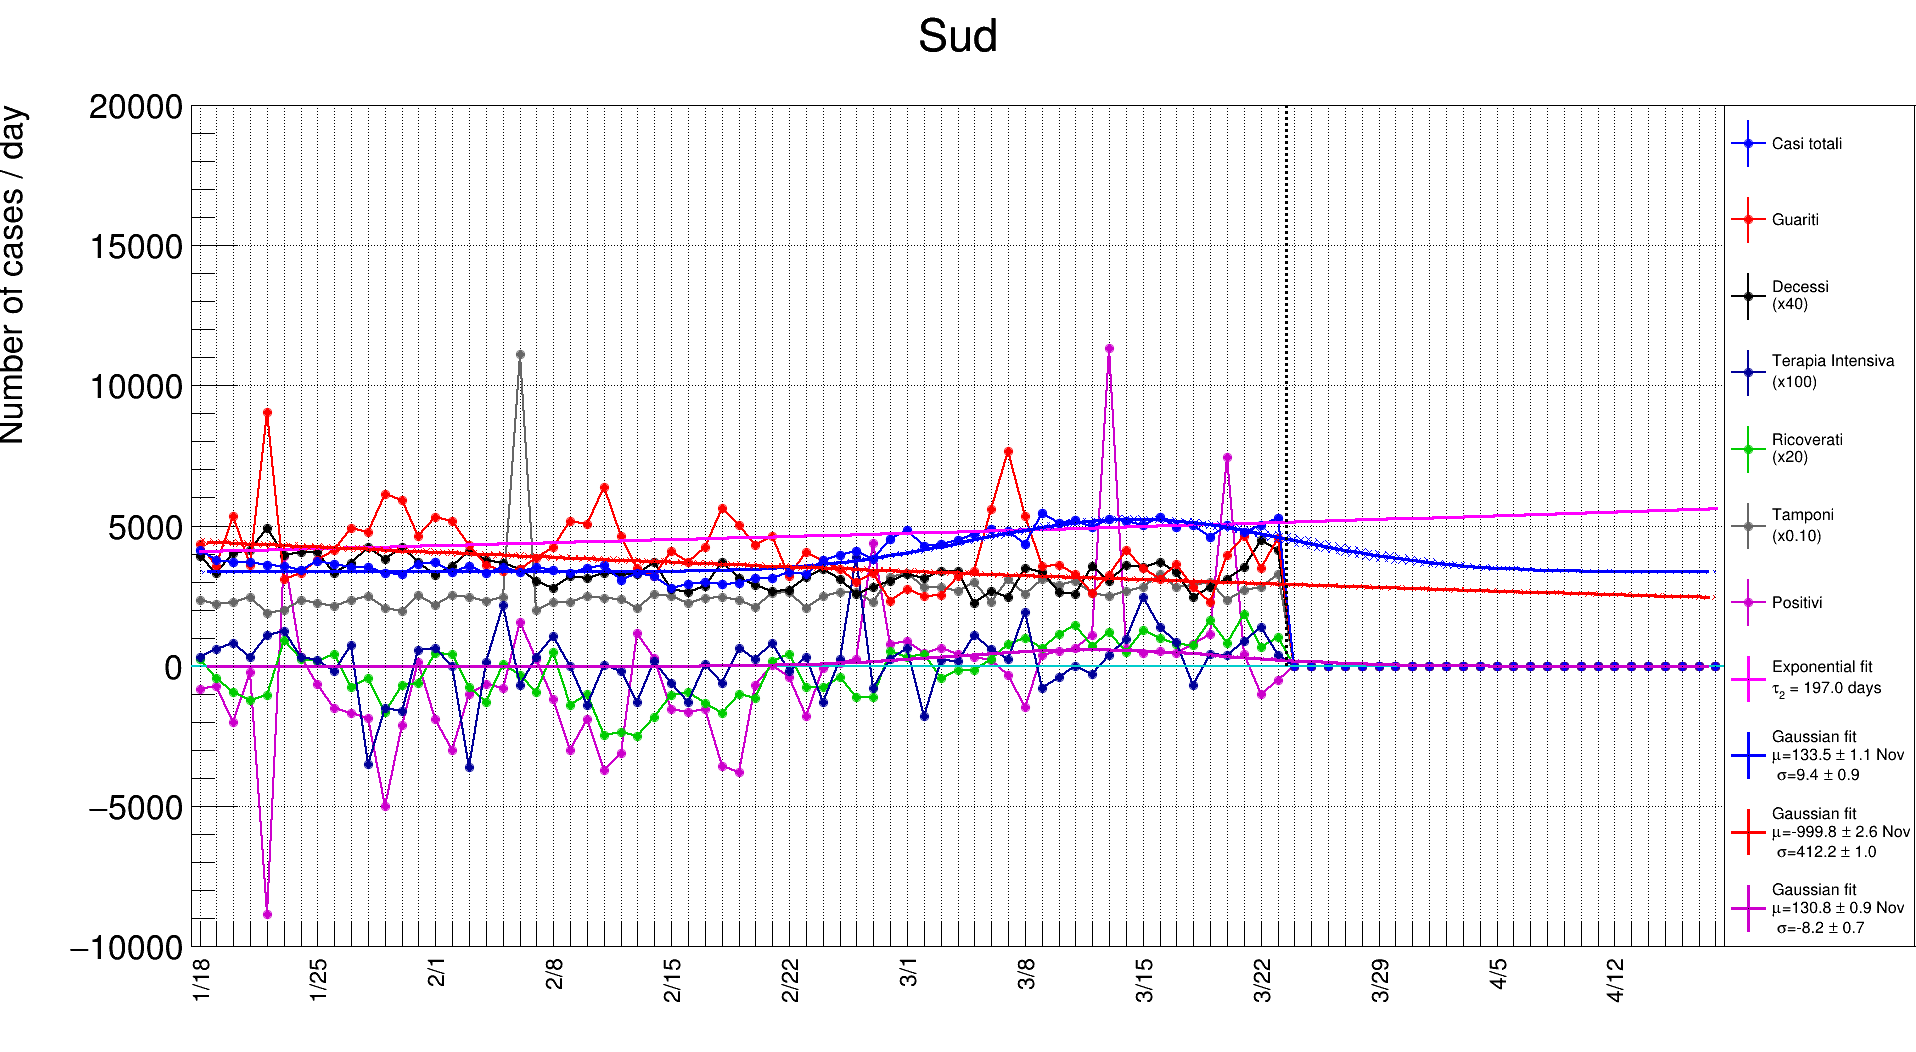 Sud
Number of cases / day
20000
15000
10000
5000
0
−5000
−10000
1/18
1/25
2/1
2/8
2/15
2/22
3/1
3/8
3/15
3/22
3/29
4/5
4/12
Casi totali
Guariti
Decessi
(x40)
Terapia Intensiva
(x100)
Ricoverati
(x20)
Tamponi
(x0.10)
Positivi
Exponential fit
τ2 = 197.0 days
Gaussian fit
μ=133.5 ± 1.1 Nov
σ=9.4 ± 0.9
Gaussian fit
μ=-999.8 ± 2.6 Nov
σ=412.2 ± 1.0
Gaussian fit
μ=130.8 ± 0.9 Nov
σ=-8.2 ± 0.7